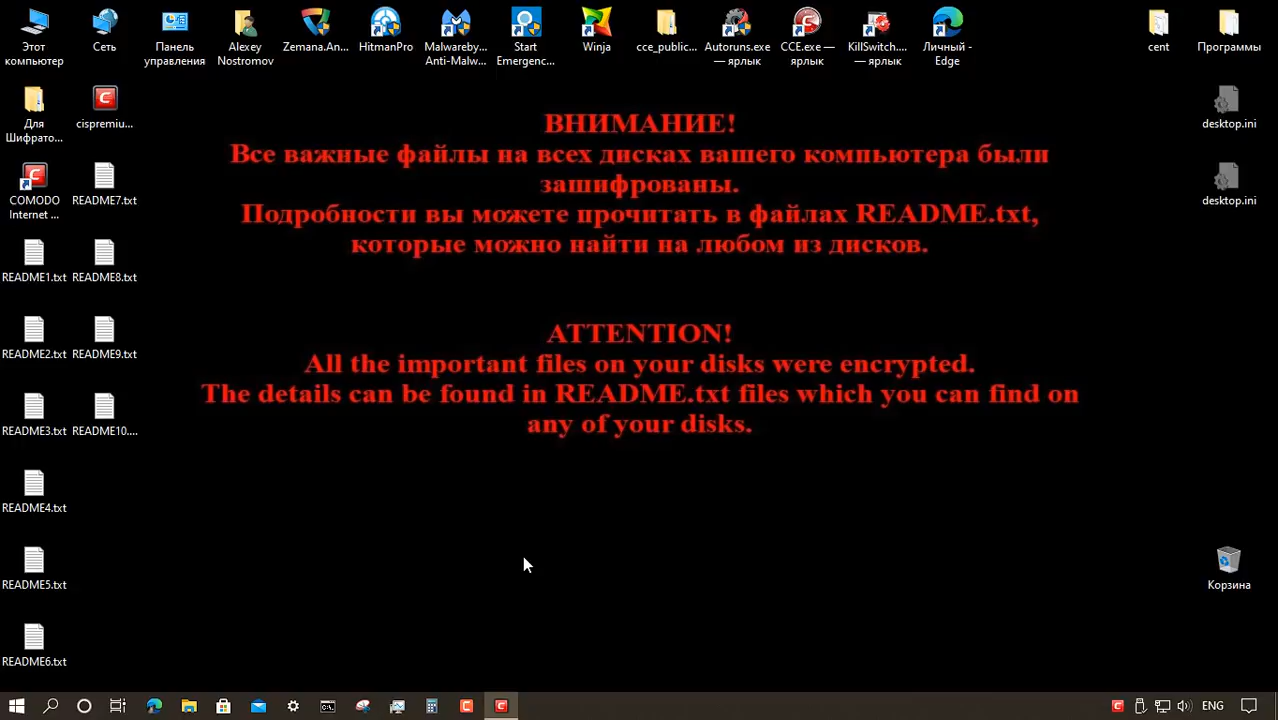 Этот
компьютер
Сеть
Панель
управления
Alexey
Nostromov
Zemana.An...
HitmanPro
Malwareby...
Anti-Malw...
Start
Emergenc...
Winja
cce_public...
Autoruns.exe
— ярлык
CCE.exe —
ярлык
KillSwitch....
— ярлык
Личный -
Edge
cent
Программы
Для
Шифрато...
cispremiu...
desktop.ini
COMODO
Internet ...
README7.txt
desktop.ini
README1.txt
README8.txt
README2.txt
README9.txt
README3.txt
README10....
README4.txt
README5.txt
README6.txt
Корзина
ВНИМАНИЕ!
Все важные файлы на всех дисках вашего компьютера были
зашифрованы.
Подробности вы можете прочитать в файлах README.txt,
которые можно найти на любом из дисков.
ATTENTION!
All the important files on your disks were encrypted.
The details can be found in README.txt files which you can find on
any of your disks.
ENG